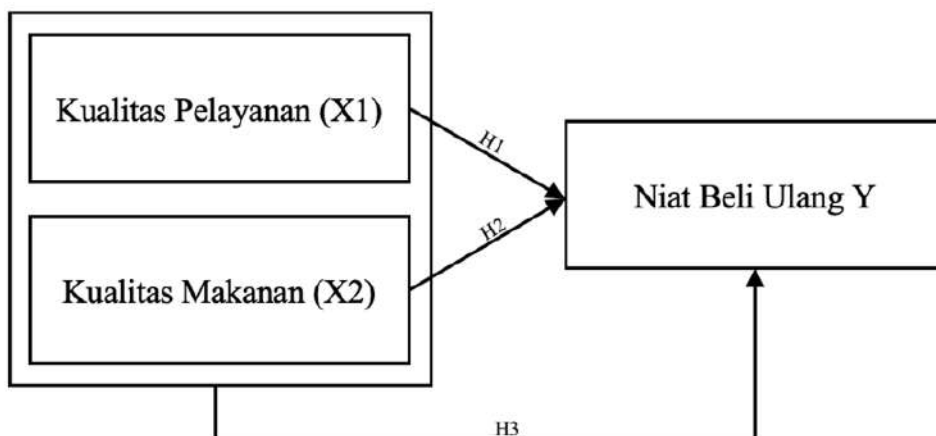 Kualitas Pelayanan (X1)
H1
Niat Beli Ulang Y
H2
Kualitas Makanan (X2)
H3